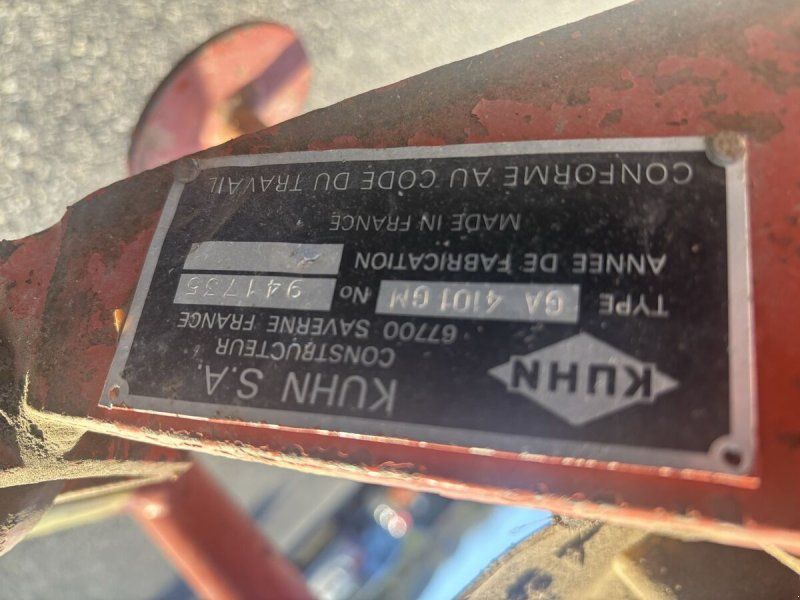 KUHN
KUHN S.A.
CONSTRUCTEUR
67700 SAVERNE FRANCE
TYPE GA 4101 GM No 941735
ANNEE DE FABRICATION
MADE IN FRANCE
CONFORME AU CODE DU TRAVAIL